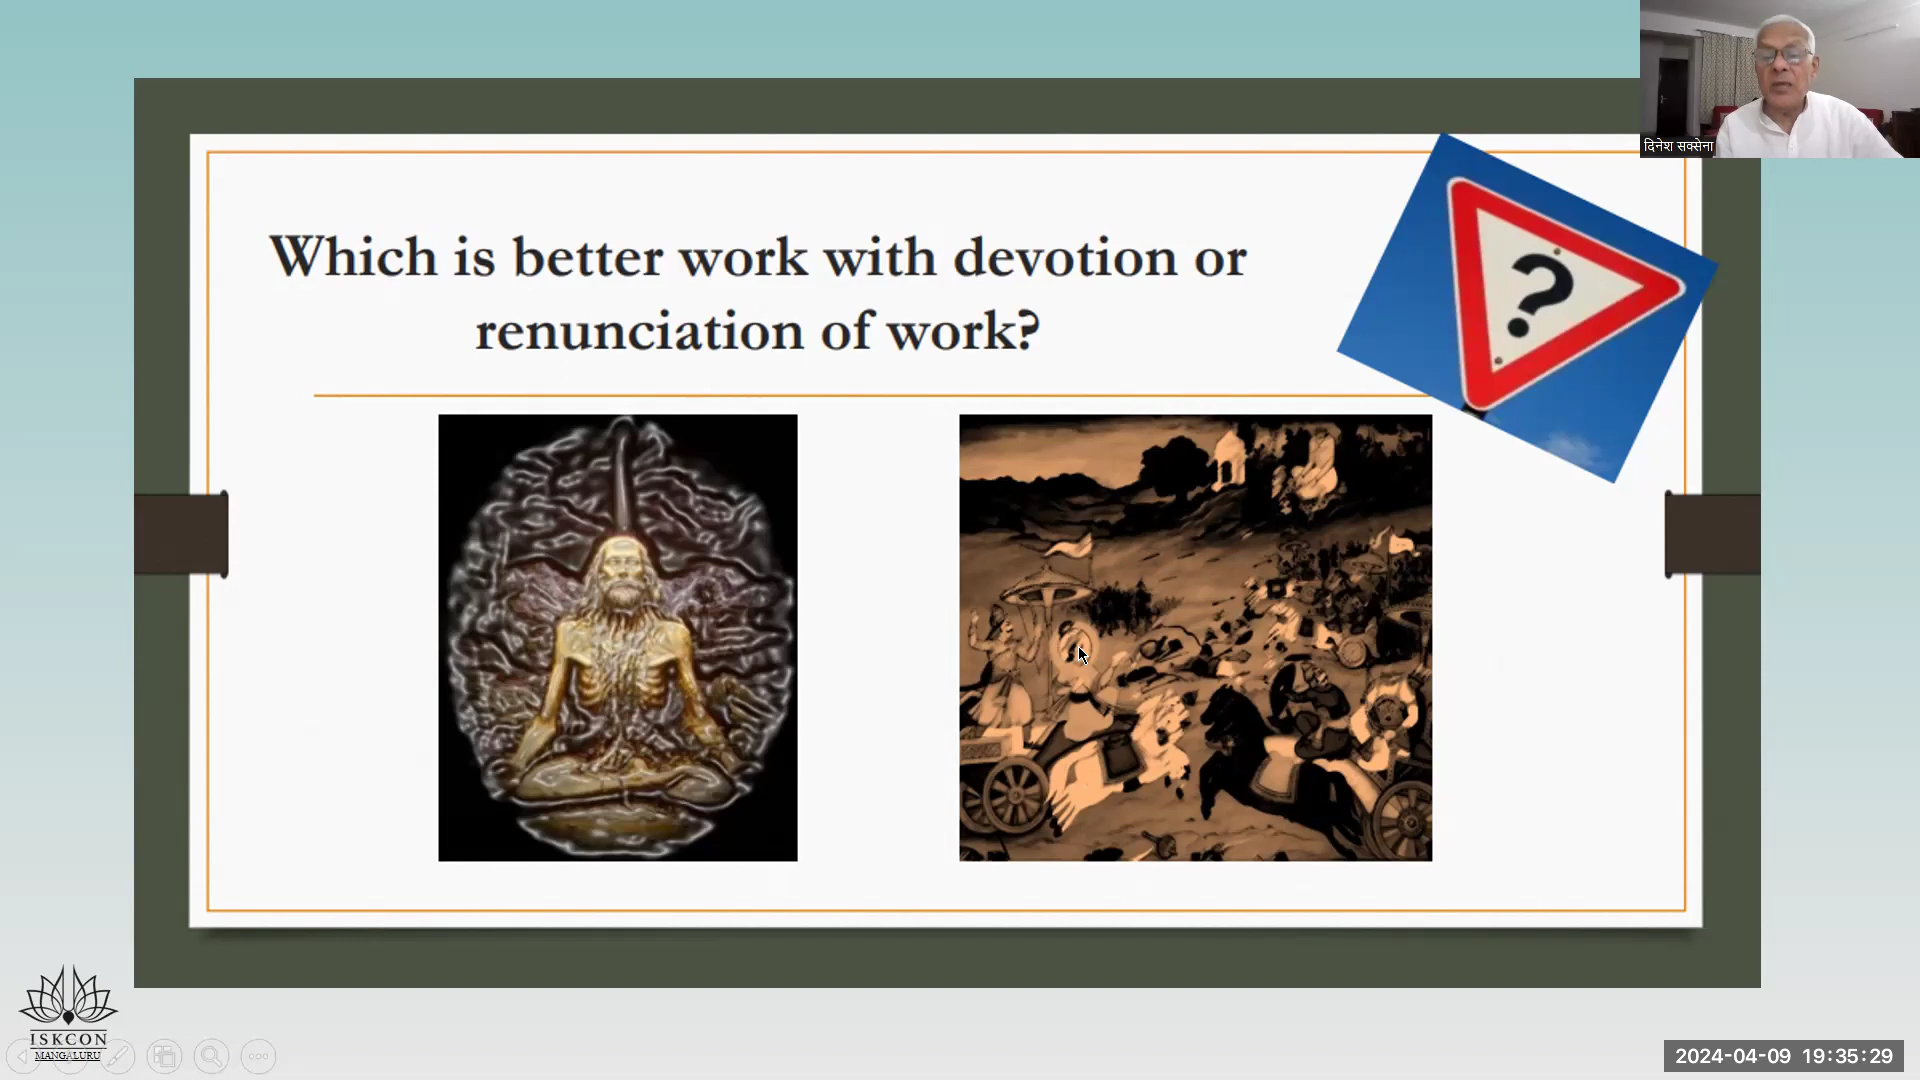 दिनेश सक्सेना
Which is better work with devotion or
renunciation of work?
?
ISKCON
MANGALURU
2024-04-09 19:35:29